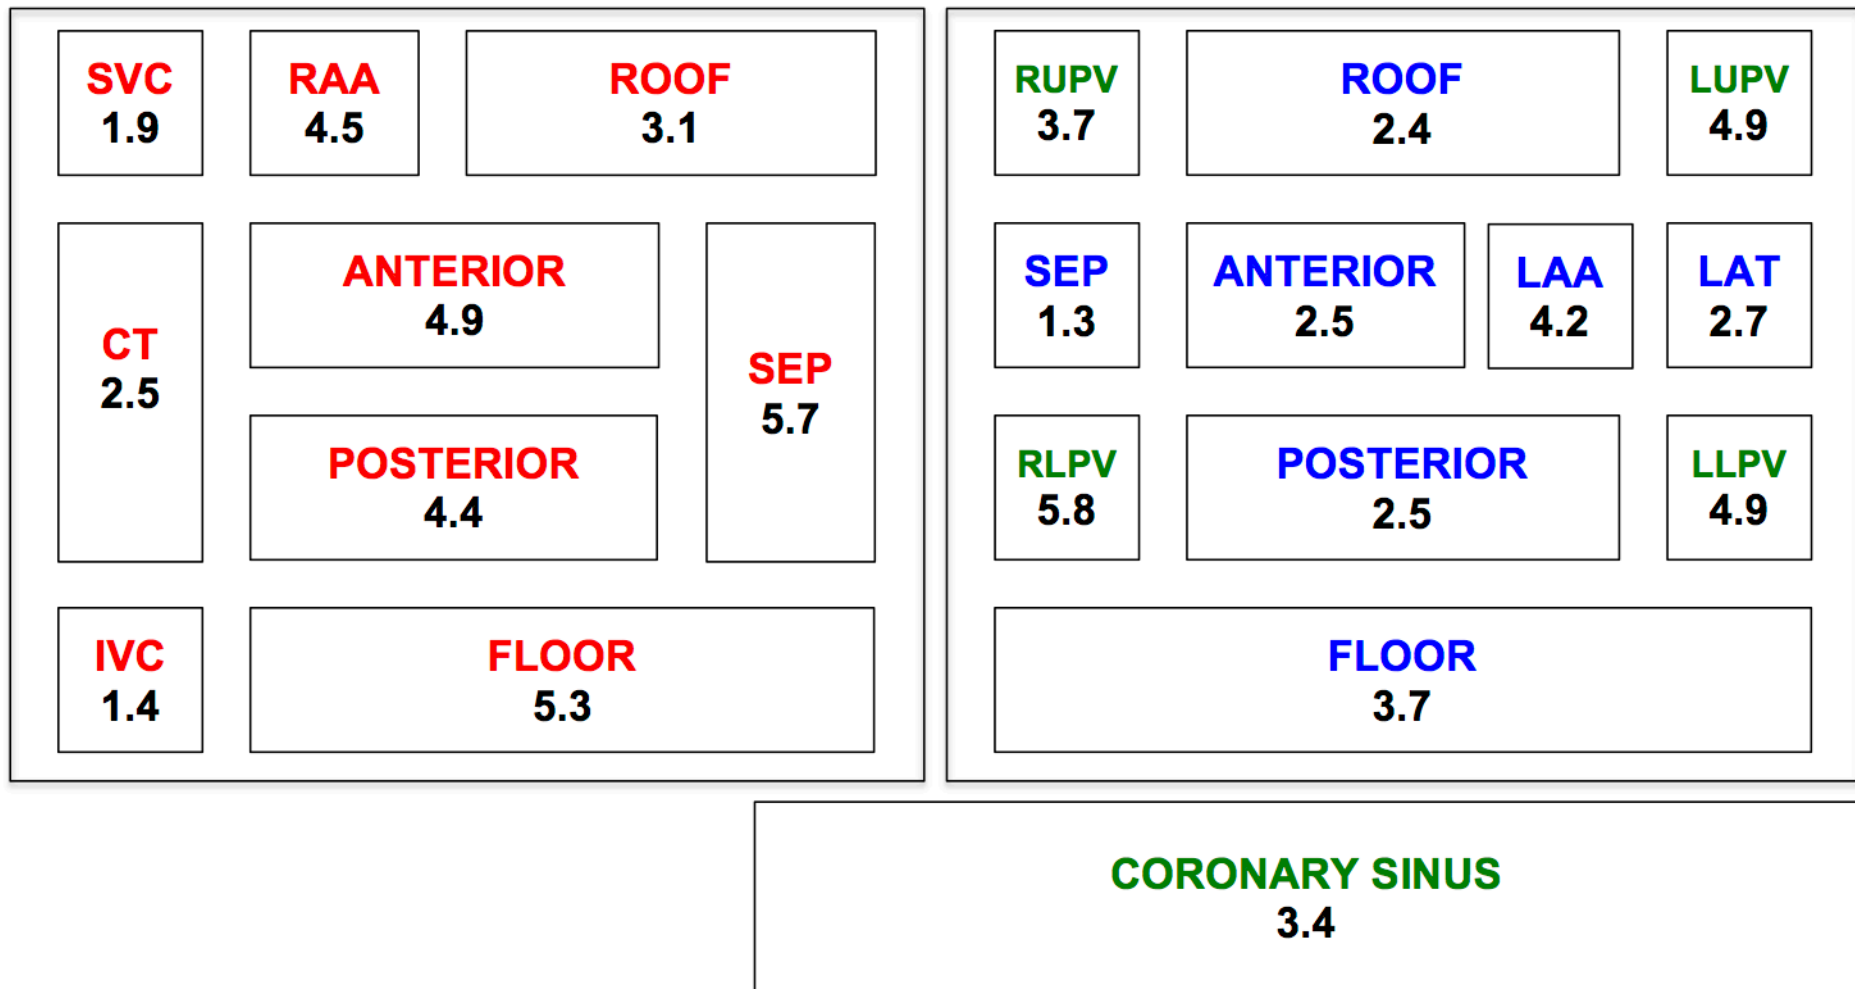 SVC
1.9
RAA
4.5
ROOF
3.1
CT
2.5
ANTERIOR
4.9
SEP
5.7
POSTERIOR
4.4
IVC
1.4
FLOOR
5.3
RUPV
3.7
ROOF
2.4
LUPV
4.9
SEP
1.3
ANTERIOR
2.5
LAA
4.2
LAT
2.7
RLPV
5.8
POSTERIOR
2.5
LLPV
4.9
FLOOR
3.7
CORONARY SINUS
3.4